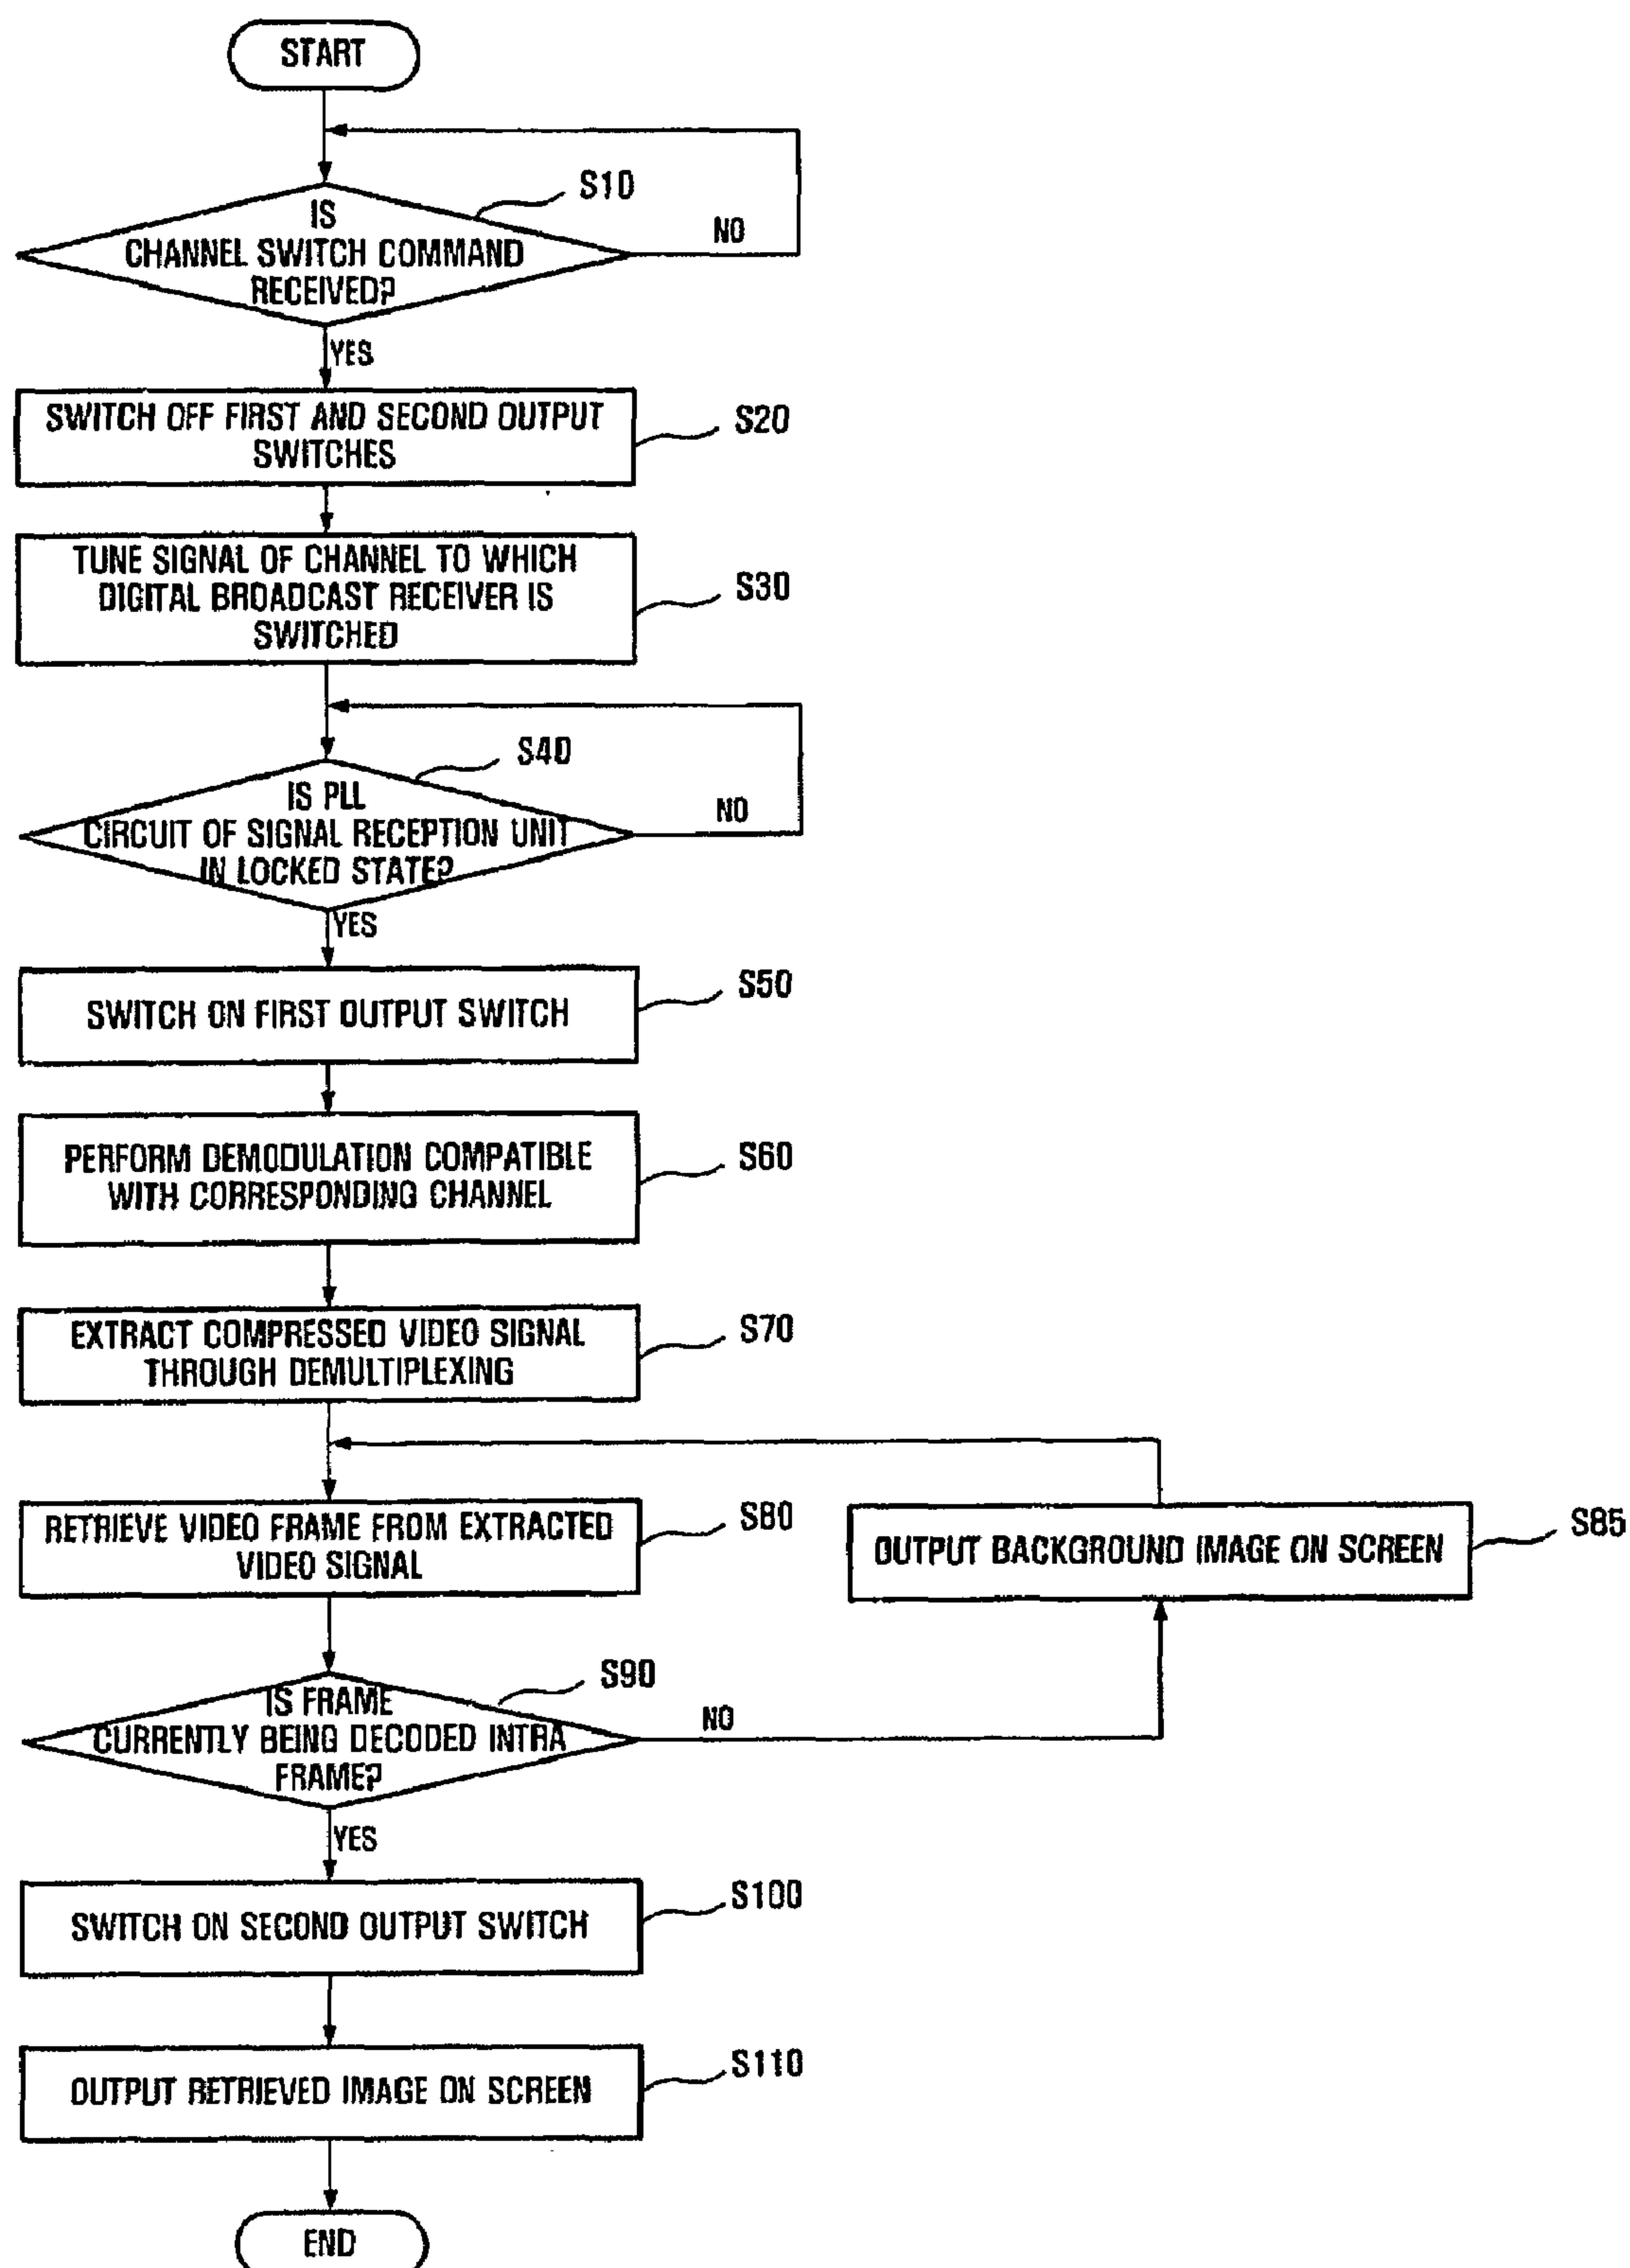 START
S10
IS
CHANNEL SWITCH COMMAND
RECEIVED?
NO
YES
SWITCH OFF FIRST AND SECOND OUTPUT
SWITCHES
S20
TUNE SIGNAL OF CHANNEL TO WHICH
DIGITAL BROADCAST RECEIVER IS
SWITCHED
S30
S40
IS PLL
CIRCUIT OF SIGNAL RECEPTION UNIT
IN LOCKED STATE?
NO
YES
SWITCH ON FIRST OUTPUT SWITCH
S50
PERFORM DEMODULATION COMPATIBLE
WITH CORRESPONDING CHANNEL
S60
EXTRACT COMPRESSED VIDEO SIGNAL
THROUGH DEMULTIPLEXING
S70
RETRIEVE VIDEO FRAME FROM EXTRACTED
VIDEO SIGNAL
S80
OUTPUT BACKGROUND IMAGE ON SCREEN
S85
S90
IS FRAME
CURRENTLY BEING DECODED INTRA
FRAME?
NO
YES
SWITCH ON SECOND OUTPUT SWITCH
S100
OUTPUT RETRIEVED IMAGE ON SCREEN
S110
END